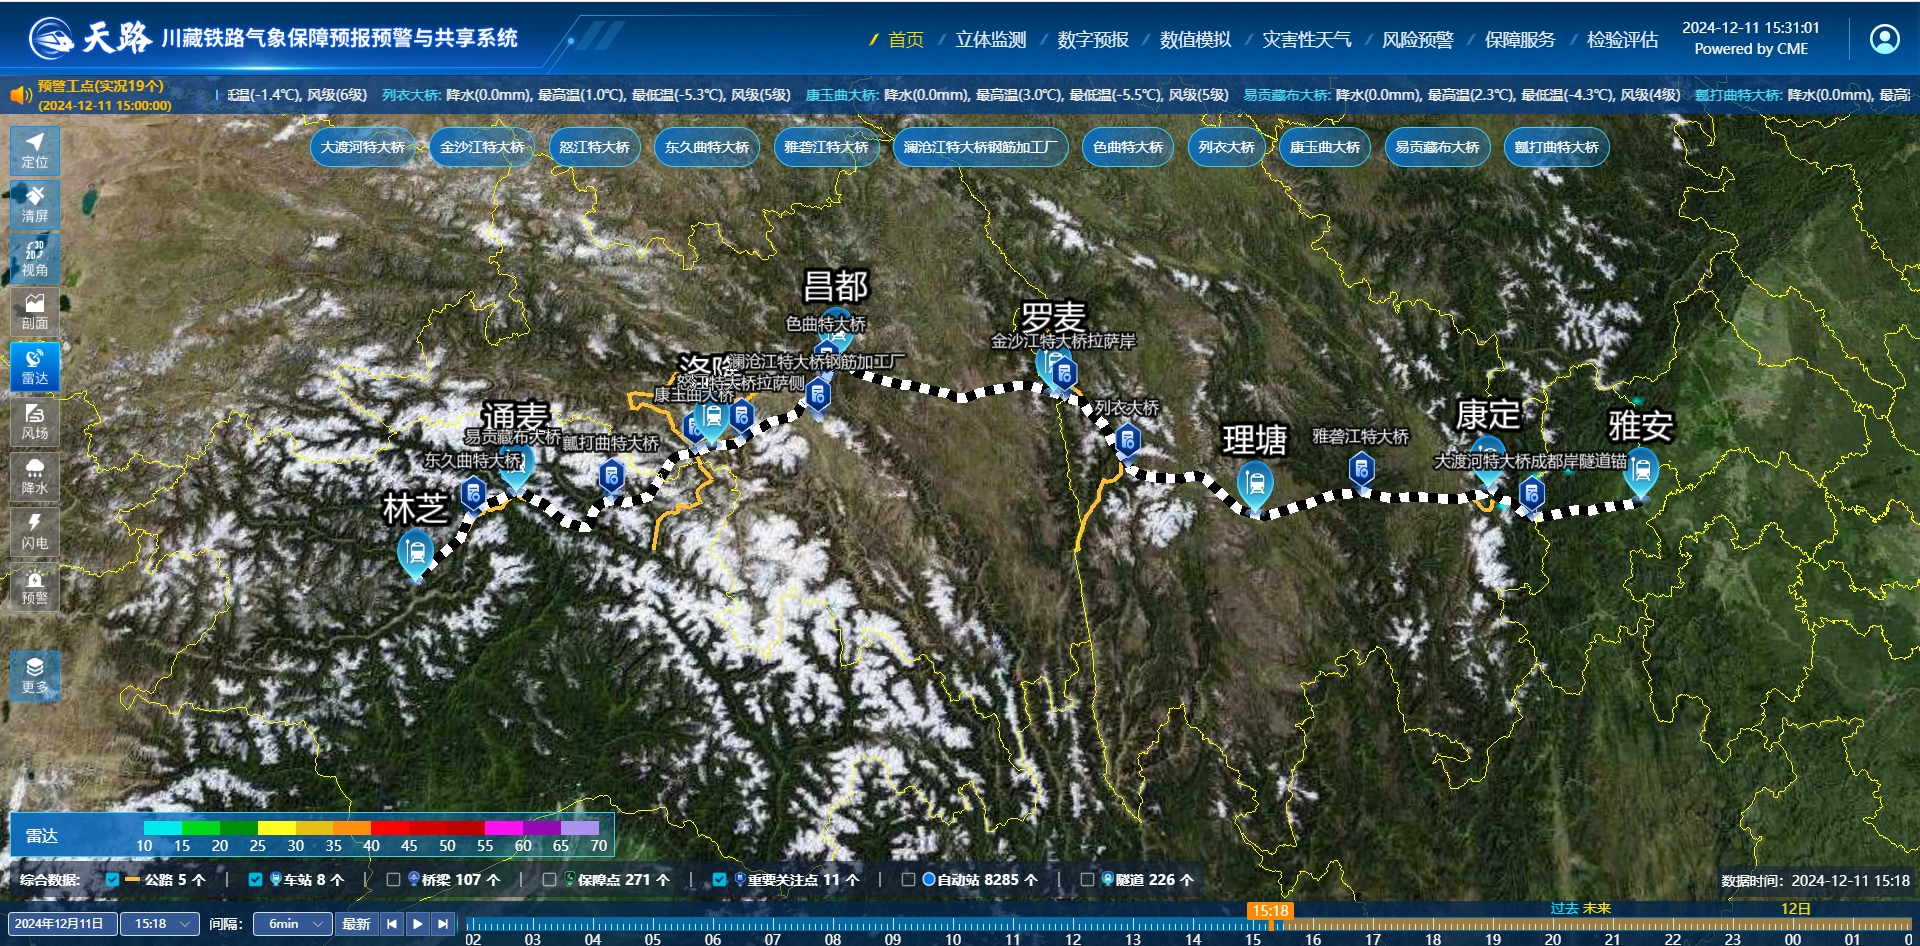 天路 川藏铁路气象保障预报预警与共享系统
首页 立体监测 数字预报 数值模拟 灾害性天气 风险预警 保障服务 检验评估
2024-12-11 15:31:01
Powered by CME
预警工点(实况19个)
(2024-12-11 15:00:00)
低温(-1.4℃), 风级(6级) 列衣大桥: 降水(0.0mm), 最高温(1.0℃), 最低温(-5.3℃), 风级(5级) 康玉曲大桥: 降水(0.0mm), 最高温(3.0℃), 最低温(-5.5℃), 风级(5级) 易贡藏布大桥: 降水(0.0mm), 最高温(2.3℃), 最低温(-4.3℃), 风级(4级) 瓢打曲特大桥: 降水(0.0mm), 最高
大渡河特大桥 金沙江特大桥 怒江特大桥 东久曲特大桥 雅砻江特大桥 澜沧江特大桥钢筋加工厂 色曲特大桥 列衣大桥 康玉曲大桥 易贡藏布大桥 瓢打曲特大桥
定位
清屏
3D
2D
视角
剖面
雷达
风场
降水
闪电
预警
更多
昌都
色曲特大桥
罗麦
金沙江特大桥拉萨岸
洛隆
澜沧江特大桥钢筋加工厂
怒江特大桥拉萨侧
康玉曲大桥
列衣大桥
通麦
易贡藏布大桥
瓢打曲特大桥
东久曲特大桥
林芝
理塘
雅砻江特大桥
康定
大渡河特大桥成都岸隧道锚
雅安
雷达
10 15 20 25 30 35 40 45 50 55 60 65 70
综合数据: 公路 5 个 | 车站 8 个 | 桥梁 107 个 | 保障点 271 个 | 重要关注点 11 个 | 自动站 8285 个 | 隧道 226 个
数据时间: 2024-12-11 15:18
2024年12月11日 15:18 间隔: 6min 最新
15:18
过去 未来
12日
02 03 04 05 06 07 08 09 10 11 12 13 14 15 16 17 18 19 20 21 22 23 00 01